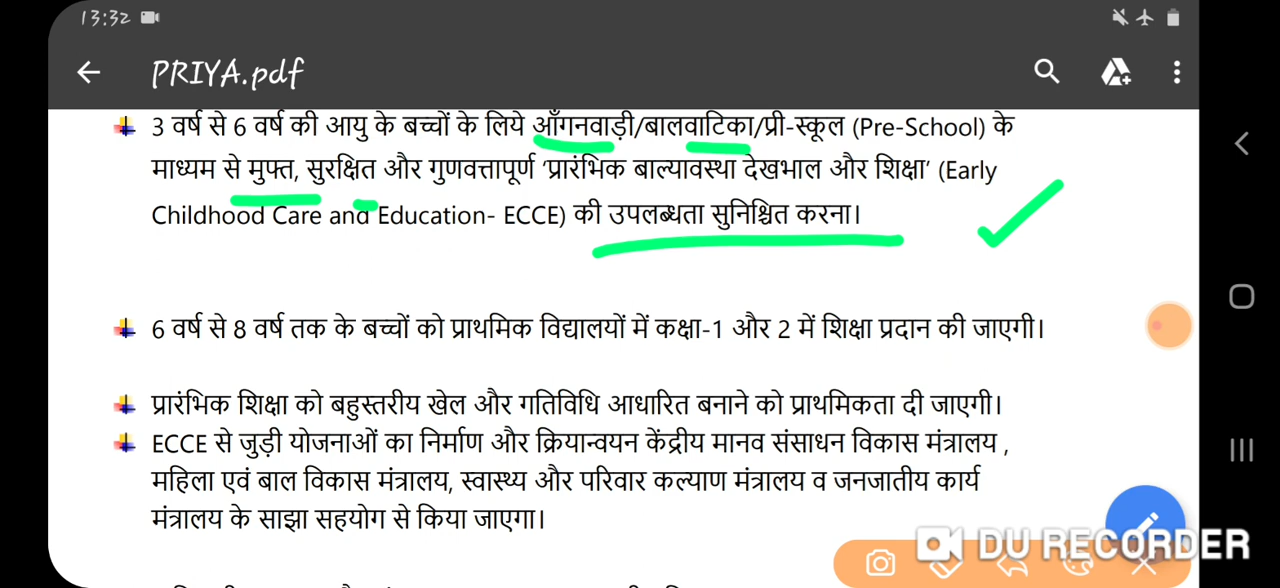 13:32
PRIYA.pdf
3 वर्ष से 6 वर्ष की आयु के बच्चों के लिये आँगनवाड़ी/बालवाटिका/प्री-स्कूल (Pre-School) के
माध्यम से मुफ्त, सुरक्षित और गुणवत्तापूर्ण ‘प्रारंभिक बाल्यावस्था देखभाल और शिक्षा’ (Early
Childhood Care and Education- ECCE) की उपलब्धता सुनिश्चित करना।
6 वर्ष से 8 वर्ष तक के बच्चों को प्राथमिक विद्यालयों में कक्षा-1 और 2 में शिक्षा प्रदान की जाएगी।
प्रारंभिक शिक्षा को बहुस्तरीय खेल और गतिविधि आधारित बनाने को प्राथमिकता दी जाएगी।
ECCE से जुड़ी योजनाओं का निर्माण और क्रियान्वयन केंद्रीय मानव संसाधन विकास मंत्रालय ,
महिला एवं बाल विकास मंत्रालय, स्वास्थ्य और परिवार कल्याण मंत्रालय व जनजातीय कार्य
मंत्रालय के साझा सहयोग से किया जाएगा।
DU RECORDER